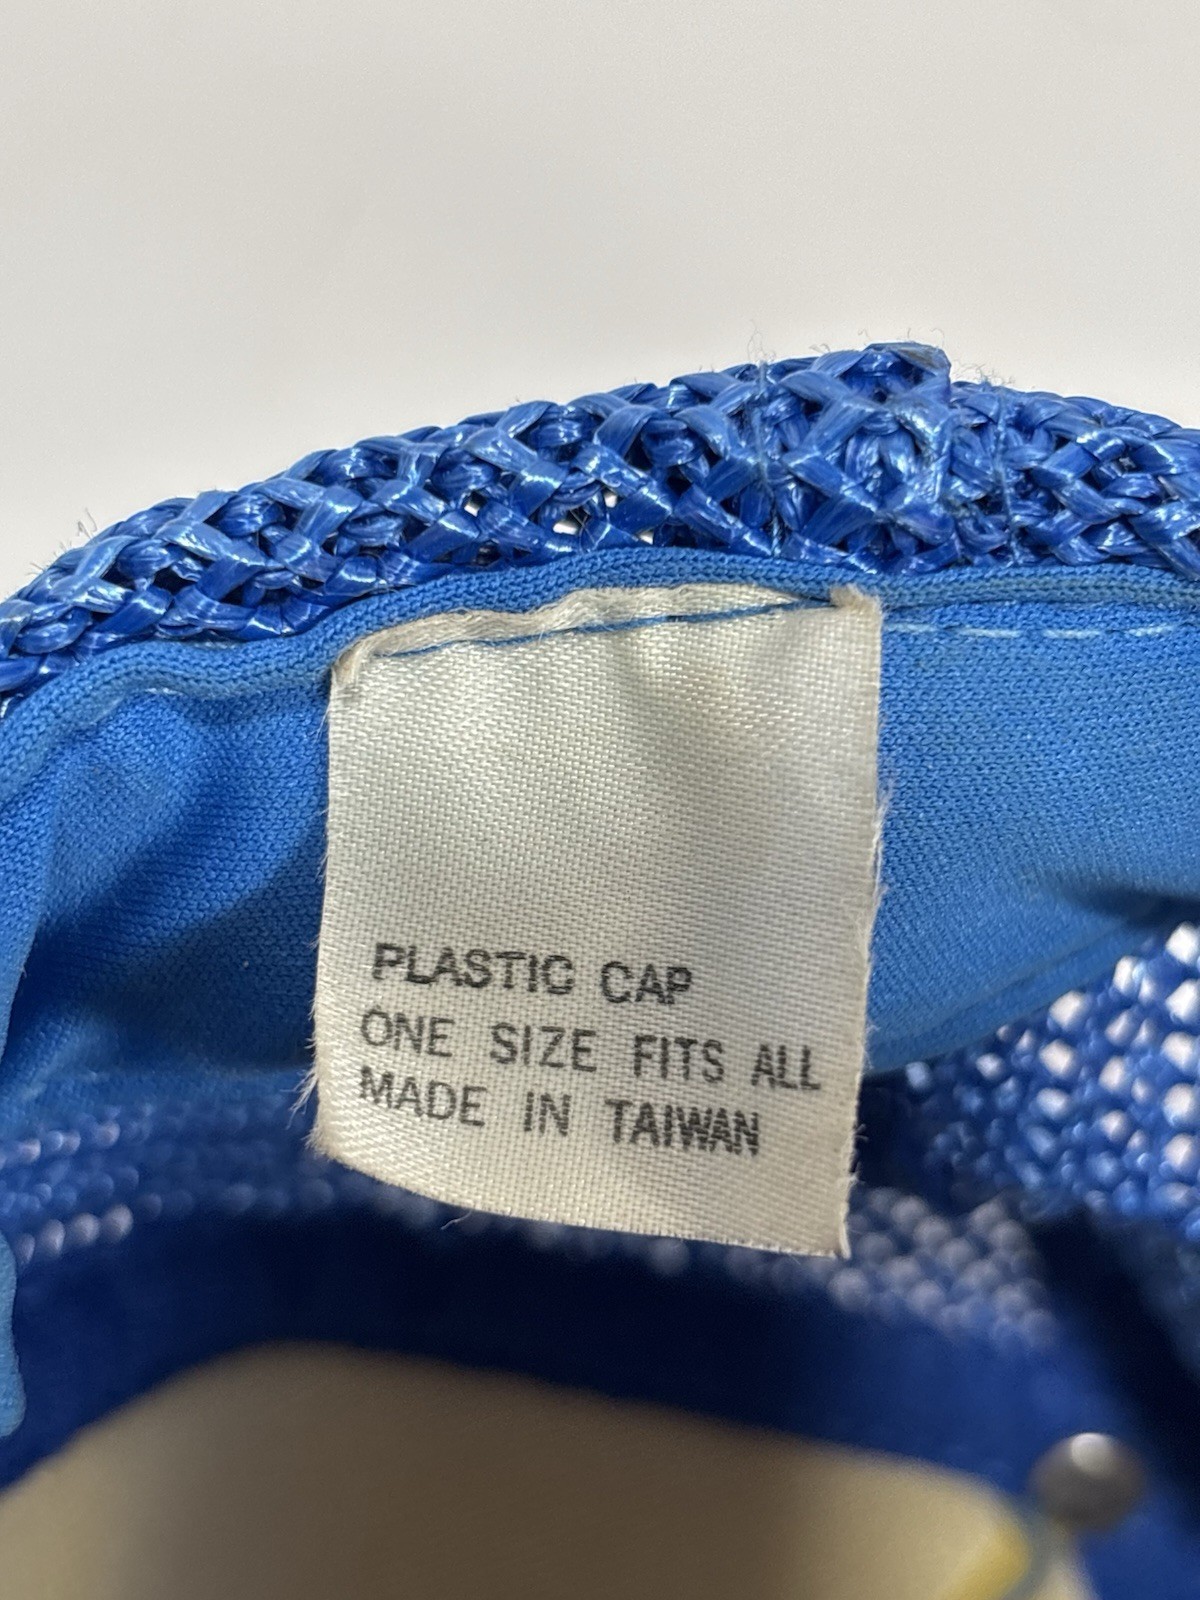 PLASTIC CAP
ONE SIZE FITS ALL
MADE IN TAIWAN